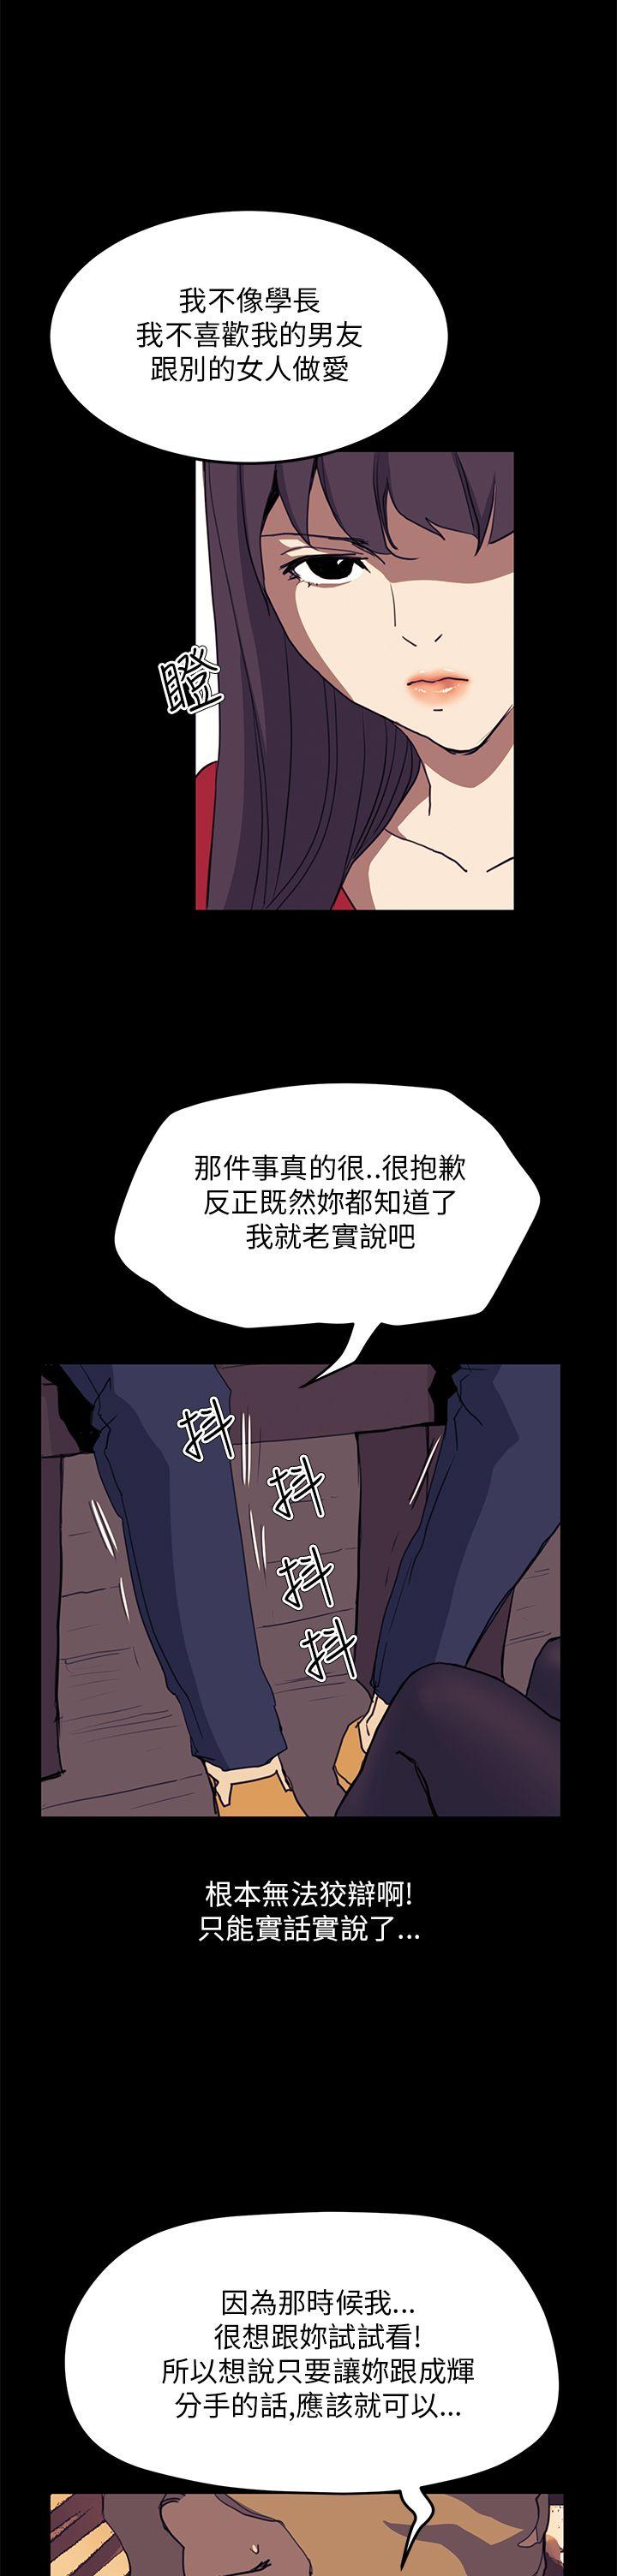 我不像學長
我不喜歡我的男友
跟別的女人做愛
瞪
那件事真的很..很抱歉
反正既然妳都知道了
我就老實說吧
抖
抖
抖
抖
根本無法狡辯啊!
只能實話實說了...
因為那時候我...
很想跟妳試試看!
所以想說只要讓妳跟成輝
分手的話,應該就可以...